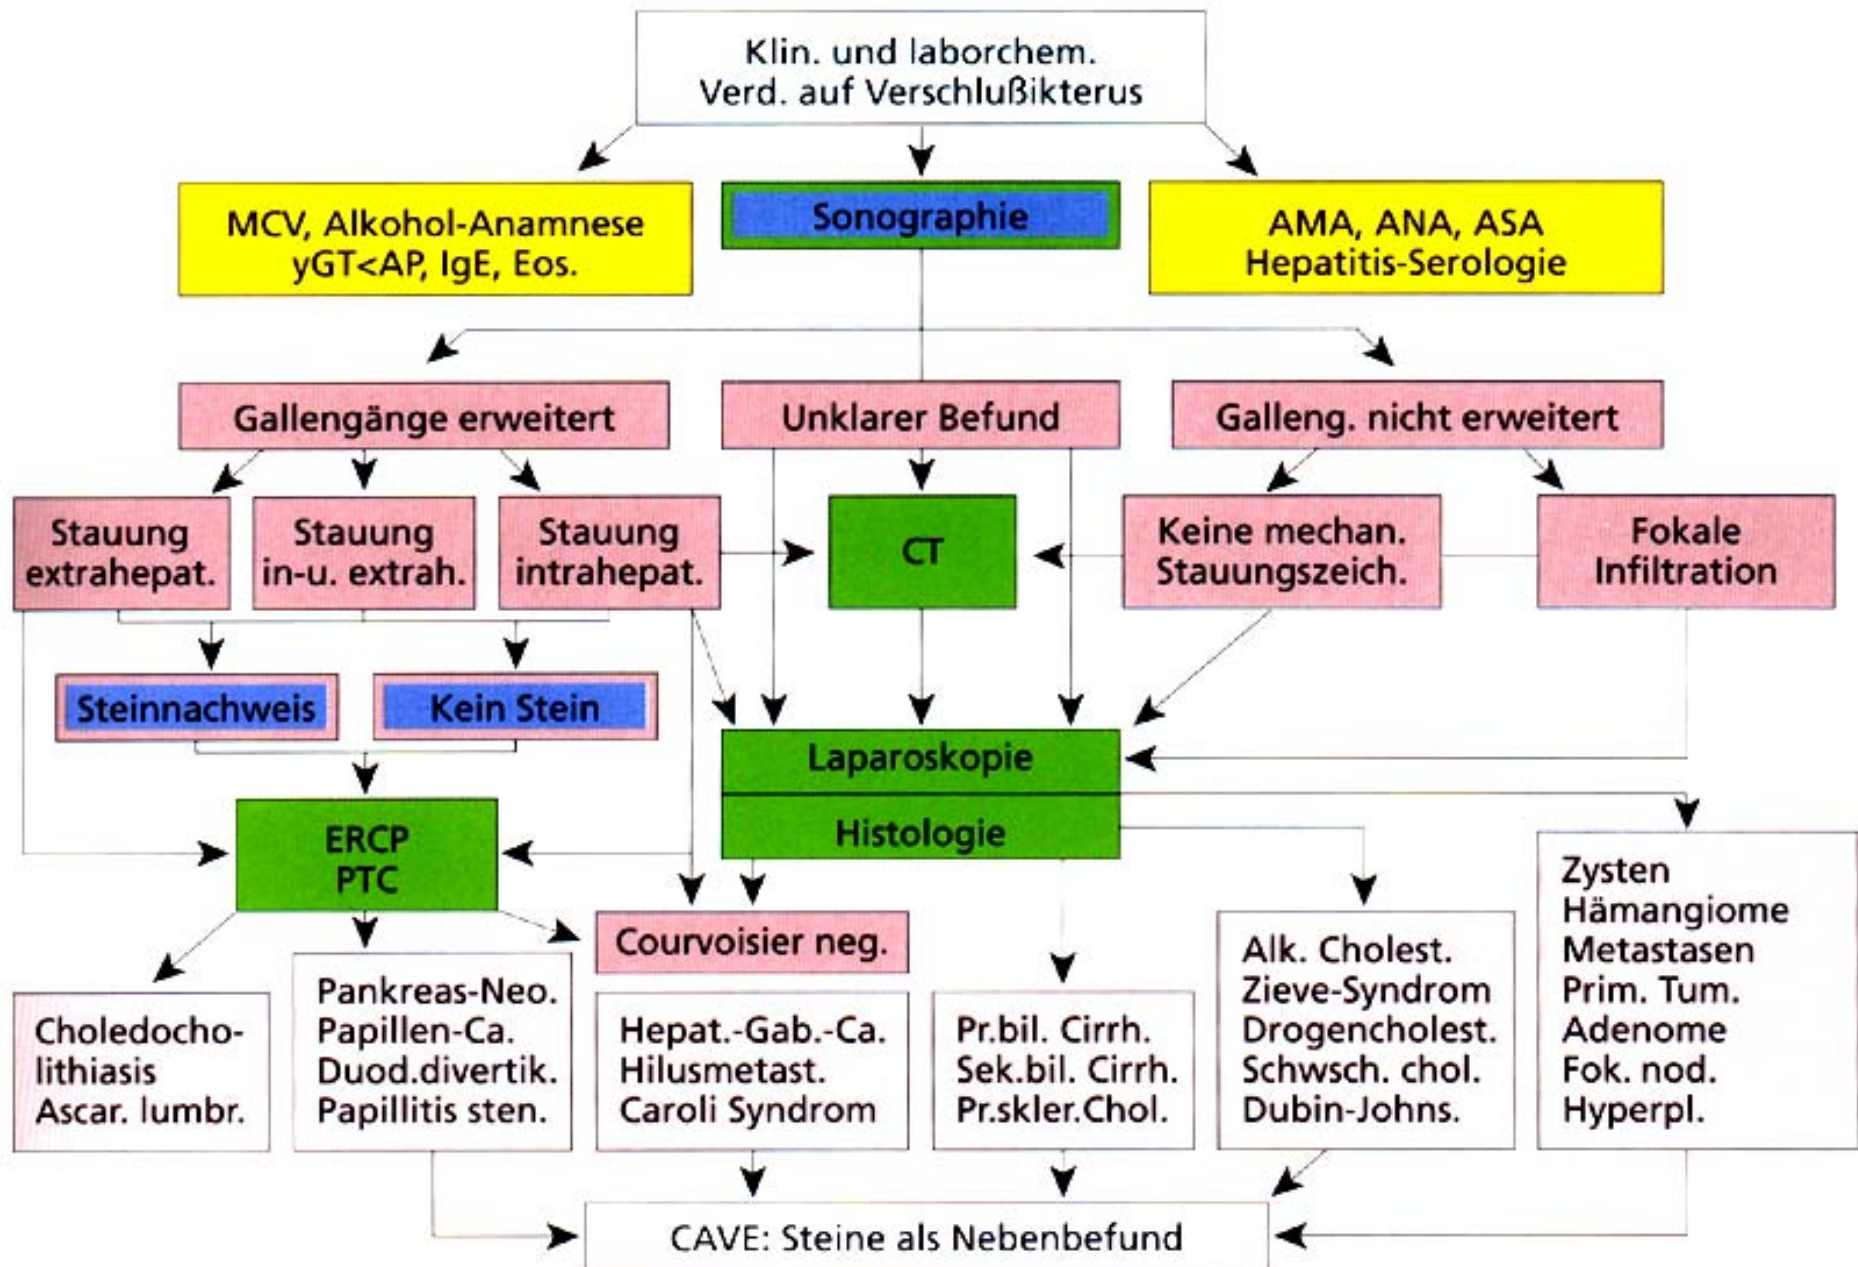 Klin. und laborchem.
Verd. auf Verschlußikterus
MCV, Alkohol-Anamnese
yGT<AP, IgE, Eos.
Sonographie
AMA, ANA, ASA
Hepatitis-Serologie
Gallengänge erweitert
Unklarer Befund
Galleng. nicht erweitert
Stauung
extrahepat.
Stauung
in-u. extrah.
Stauung
intrahepat.
CT
Keine mechan.
Stauungszeich.
Fokale
Infiltration
Steinnachweis
Kein Stein
Laparoskopie
Histologie
ERCP
PTC
Courvoisier neg.
Choledocho-
lithiasis
Ascar. lumbr.
Pankreas-Neo.
Papillen-Ca.
Duod.divertik.
Papillitis sten.
Hepat.-Gab.-Ca.
Hilusmetast.
Caroli Syndrom
Pr.bil. Cirrh.
Sek.bil. Cirrh.
Pr.skler.Chol.
Alk. Cholest.
Zieve-Syndrom
Drogencholest.
Schwsch. chol.
Dubin-Johns.
Zysten
Hämangiome
Metastasen
Prim. Tum.
Adenome
Fok. nod.
Hyperpl.
CAVE: Steine als Nebenbefund